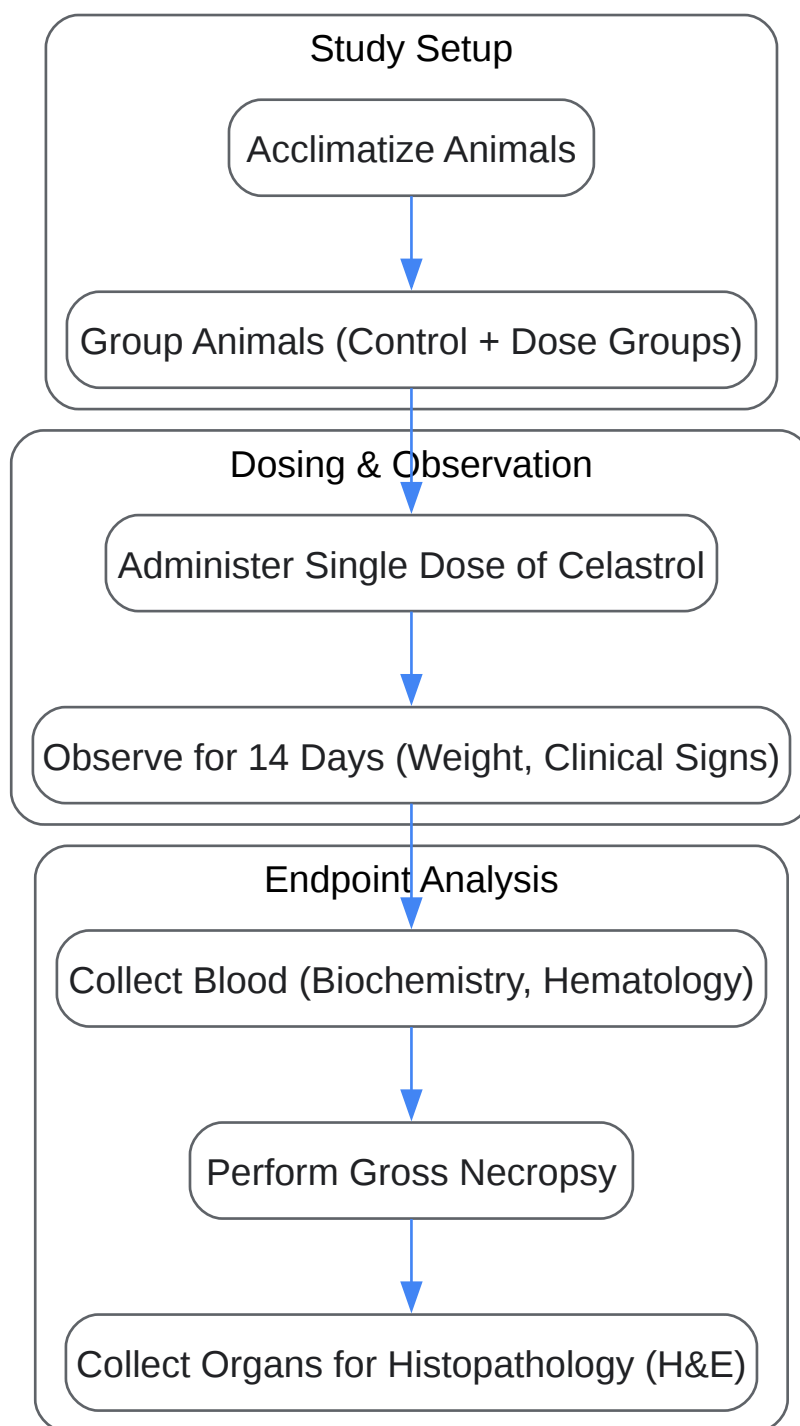 Study Setup
Acclimatize Animals
Group Animals (Control + Dose Groups)
Dosing & Observation
Administer Single Dose of Celastrol
Observe for 14 Days (Weight, Clinical Signs)
Endpoint Analysis
Collect Blood (Biochemistry, Hematology)
Perform Gross Necropsy
Collect Organs for Histopathology (H&E)